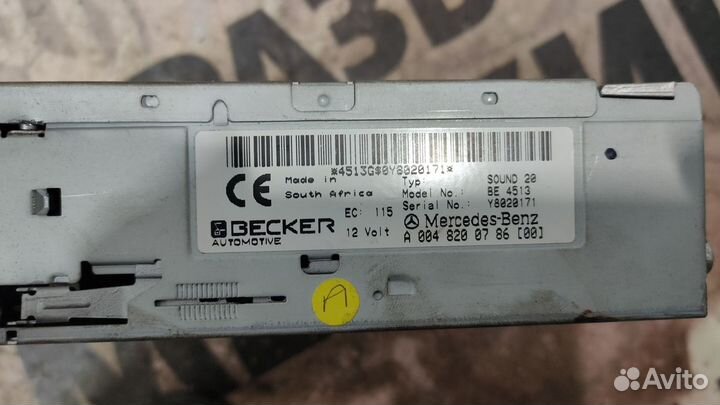 *4513G$0Y8020171*
Made in
South Africa
Typ: SOUND 20
Model No.: BE 4513
Serial No.: Y8020171
CE
EC: 115
12 Volt
BECKER
AUTOMOTIVE
Mercedes-Benz
A 004 820 07 86 [00]
Avito